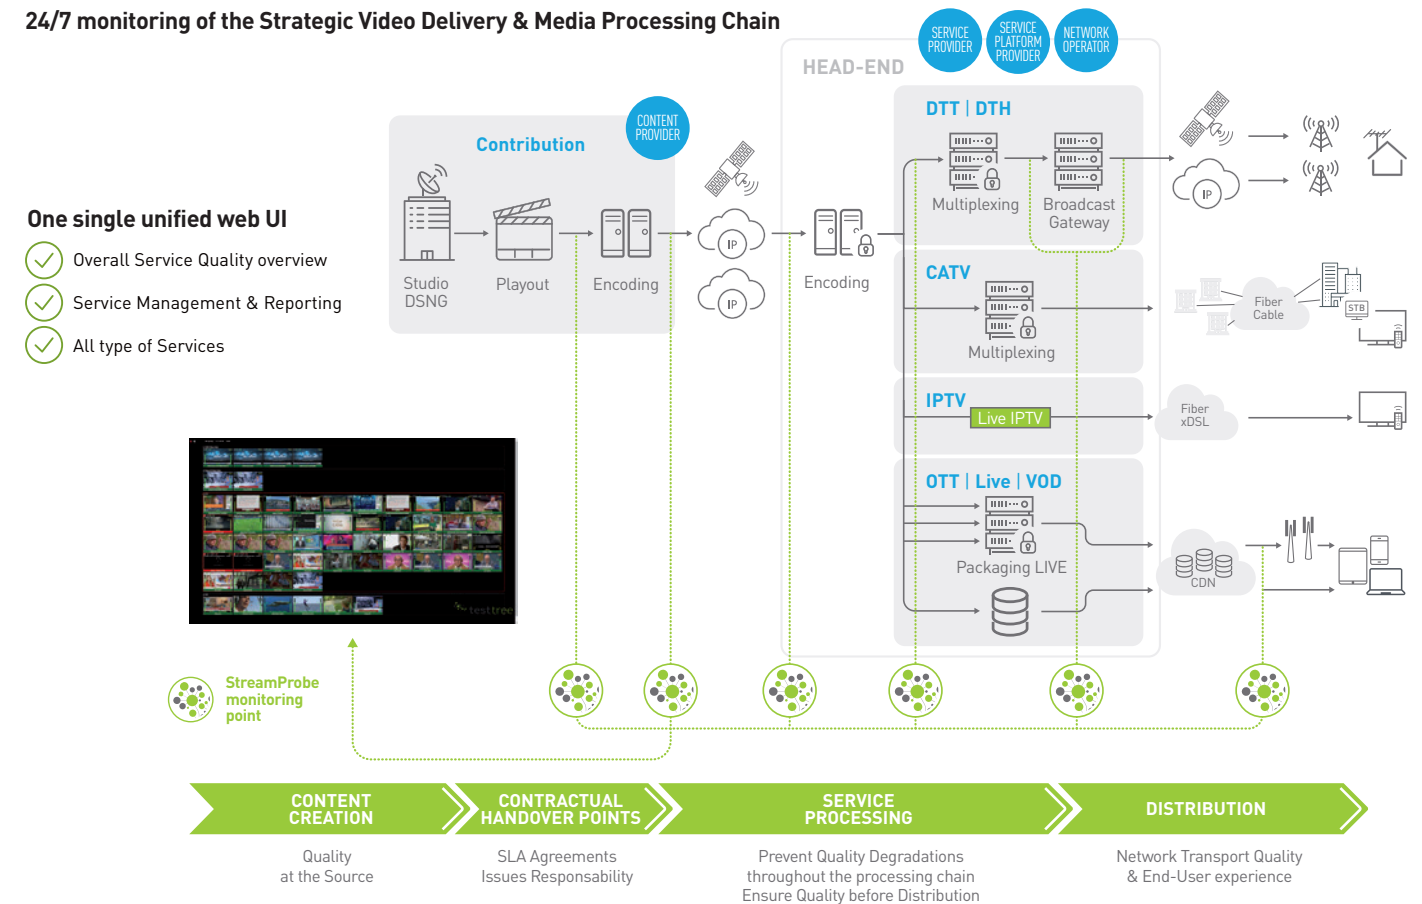 24/7 monitoring of the Strategic Video Delivery & Media Processing Chain
SERVICE
PROVIDER
SERVICE
PLATFORM
PROVIDER
NETWORK
OPERATOR
HEAD-END
CONTENT
PROVIDER
Contribution
DTT | DTH
Multiplexing
Broadcast
Gateway
IP
One single unified web UI
Overall Service Quality overview
Service Management & Reporting
All type of Services
Studio
DSNG
Playout
Encoding
IP
IP
Encoding
CATV
Multiplexing
Fiber
Cable
STB
IPTV
Live IPTV
Fiber
xDSL
OTT | Live | VOD
Packaging LIVE
CDN
testtree
StreamProbe
monitoring
point
CONTENT
CREATION
CONTRACTUAL
HANDOVER POINTS
SERVICE
PROCESSING
DISTRIBUTION
Quality
at the Source
SLA Agreements
Issues Responsability
Prevent Quality Degradations
throughout the processing chain
Ensure Quality before Distribution
Network Transport Quality
& End-User experience